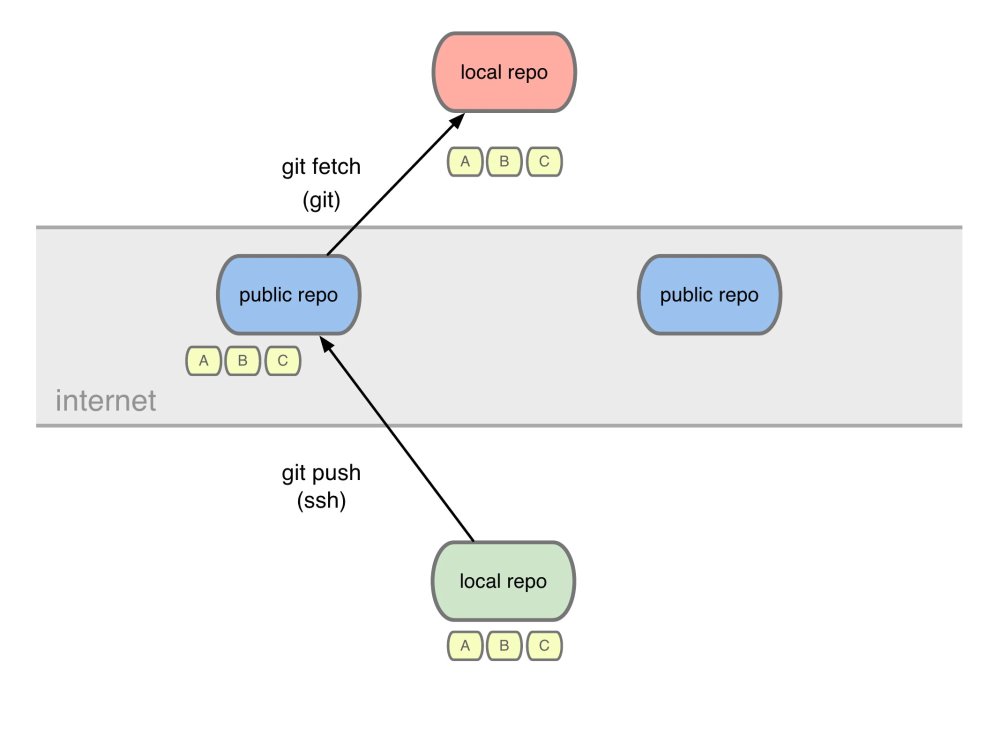 local repo
git fetch
(git)
A B C
public repo
public repo
A B C
internet
git push
(ssh)
local repo
A B C